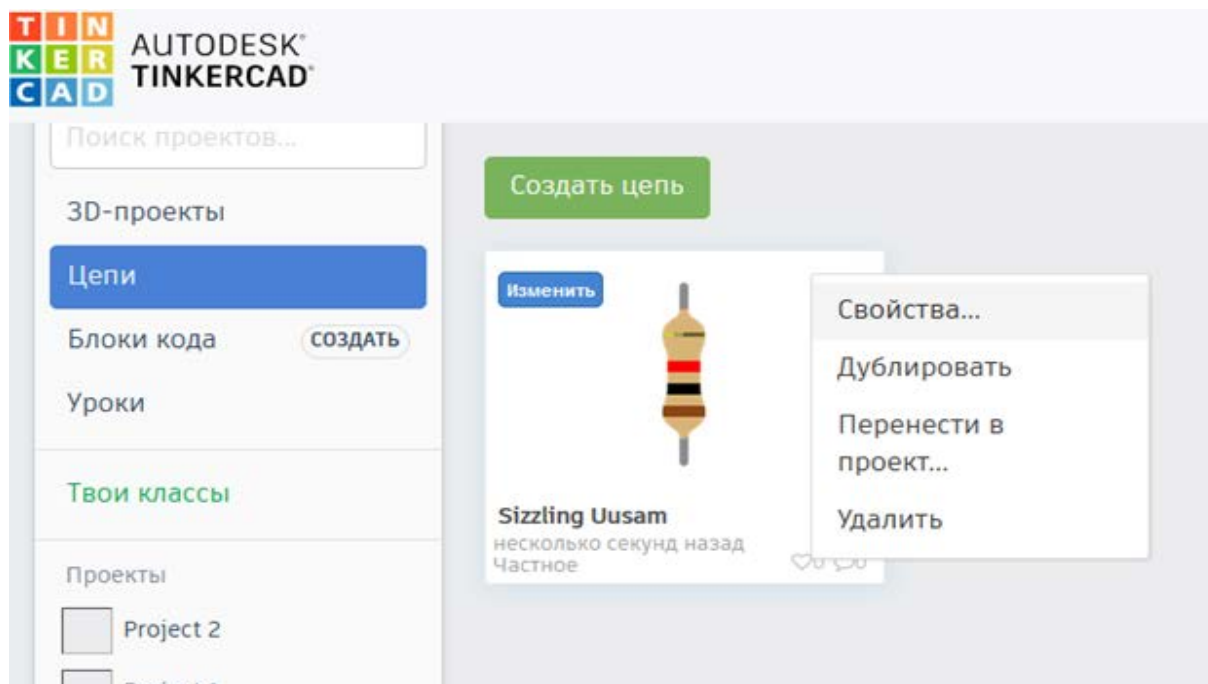 TIN
KER
CAD
AUTODESK®
TINKERCAD®
Поиск проектов...
3D-проекты
Цепи
Блоки кода
СОЗДАТЬ
Уроки
Твои классы
Проекты
Project 2
Создать цепь
Изменить
Sizzling Uusam
несколько секунд назад
Частное
Свойства...
Дублировать
Перенести в
проект...
Удалить